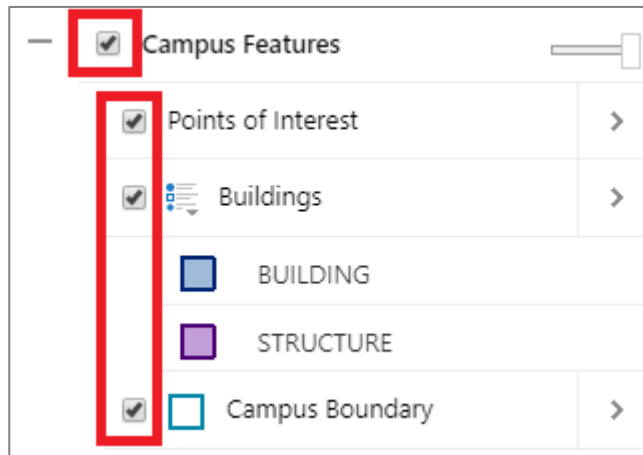 Campus Features
Points of Interest
Buildings
BUILDING
STRUCTURE
Campus Boundary